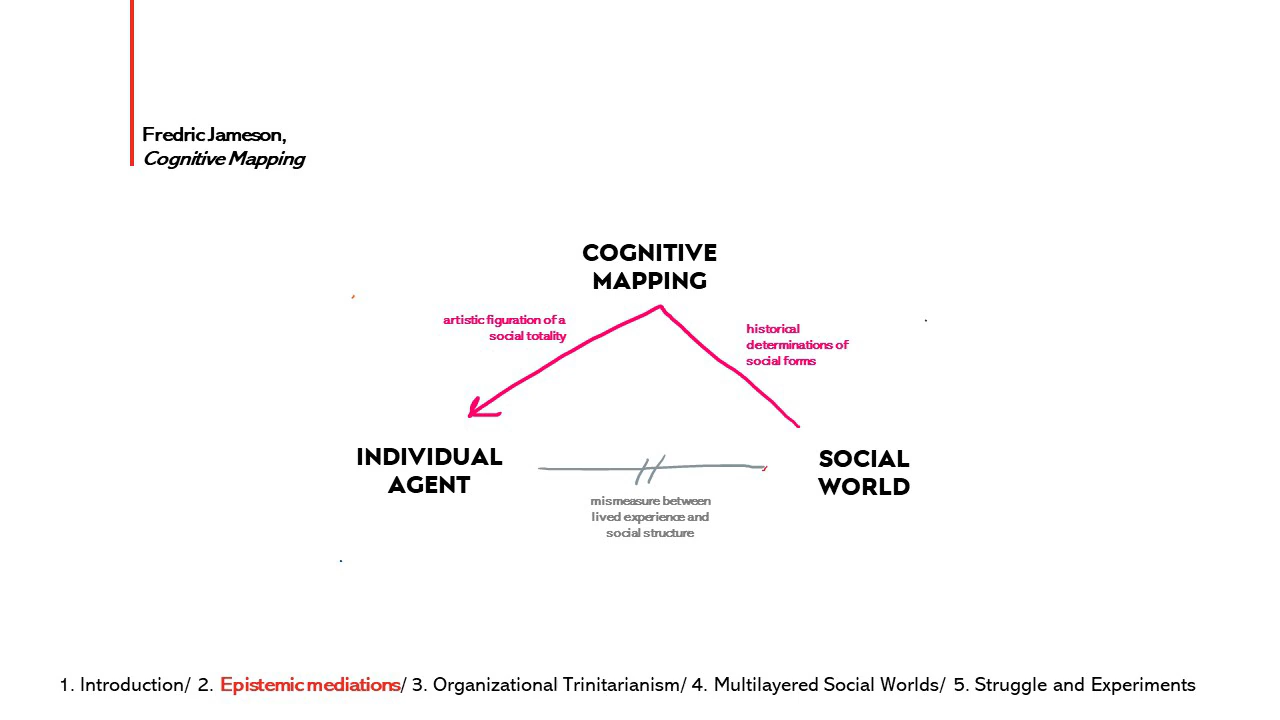 Fredric Jameson,
Cognitive Mapping
COGNITIVE
MAPPING
artistic figuration of a
social totality
historical
determinations of
social forms
INDIVIDUAL
AGENT
SOCIAL
WORLD
mismeasure between
lived experience and
social structure
1. Introduction/ 2. Epistemic mediations/ 3. Organizational Trinitarianism/ 4. Multilayered Social Worlds/ 5. Struggle and Experiments